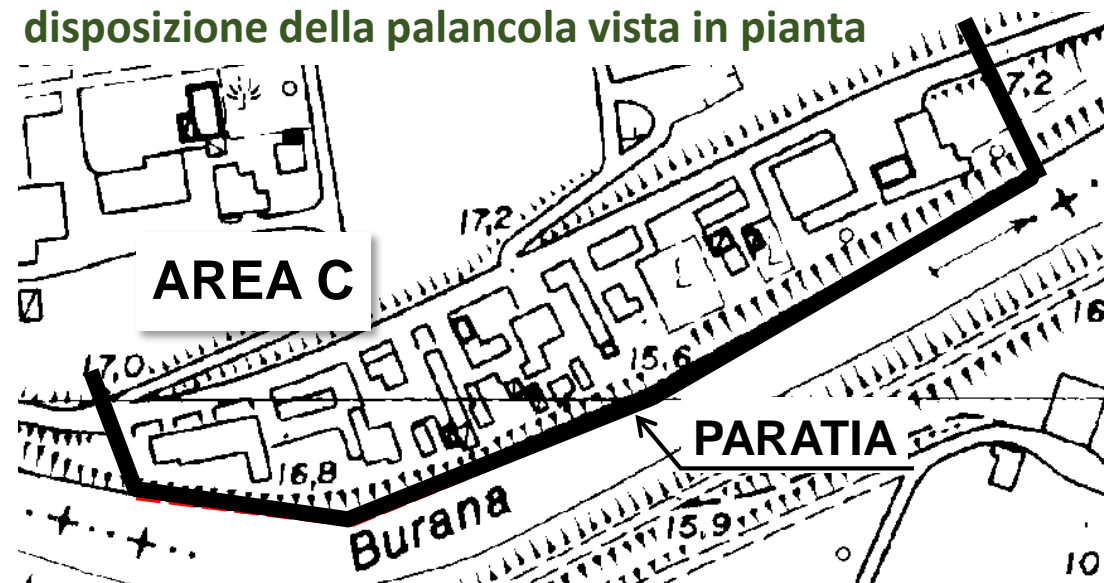 disposizione della palancola vista in pianta
17,2
17,2
AREA C
17,0
15,6
16
PARATIA
16,8
Burana
15,9
10